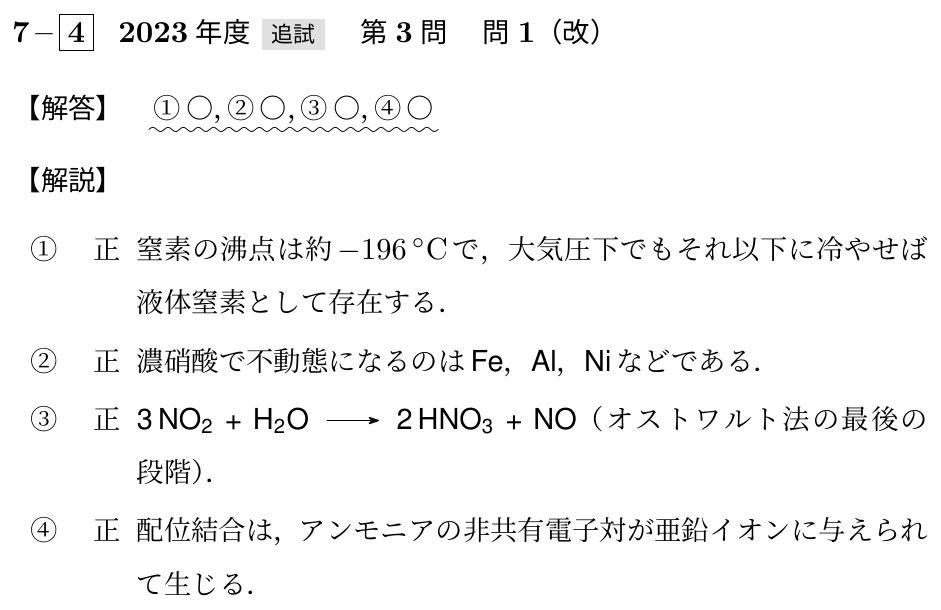 7－4 2023 年度 追試 第 3 問 問 1（改）
【解答】 ①○, ②○, ③○, ④○
【解説】
① 正 窒素の沸点は約 −196 °C で，大気圧下でもそれ以下に冷やせば
液体窒素として存在する．
② 正 濃硝酸で不動態になるのは Fe，Al，Ni などである．
③ 正 3 NO₂ + H₂O ⟶ 2 HNO₃ + NO（オストワルト法の最後の
段階）．
④ 正 配位結合は，アンモニアの非共有電子対が亜鉛イオンに与えられ
て生じる．